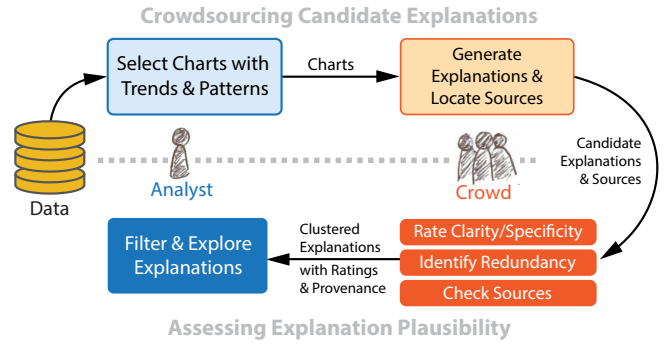 Crowdsourcing Candidate Explanations
Select Charts with
Trends & Patterns
Charts
Generate
Explanations &
Locate Sources
Candidate
Explanations
& Sources
Data
Analyst
Crowd
Filter & Explore
Explanations
Clustered
Explanations
with Ratings
& Provenance
Rate Clarity/Specificity
Identify Redundancy
Check Sources
Assessing Explanation Plausibility